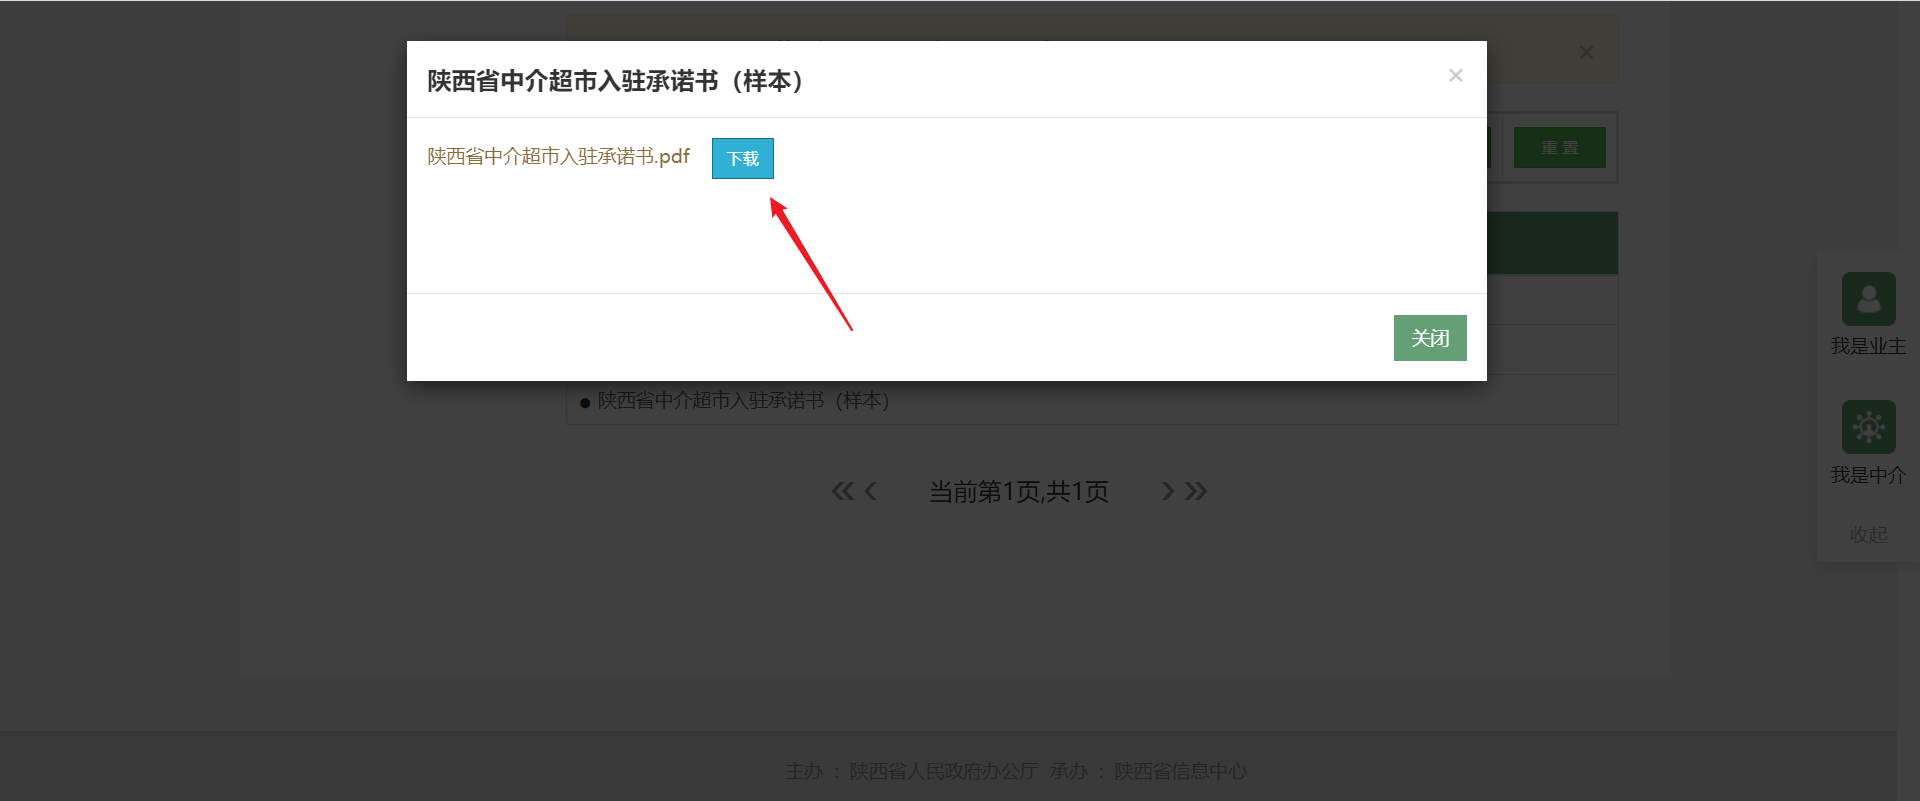 陕西省中介超市入驻承诺书（样本）
×
×
陕西省中介超市入驻承诺书.pdf
下载
重 置
关闭
我是业主
● 陕西省中介超市入驻承诺书（样本）
我是中介
当前第1页,共1页
收起
主办 ： 陕西省人民政府办公厅 承办 ： 陕西省信息中心